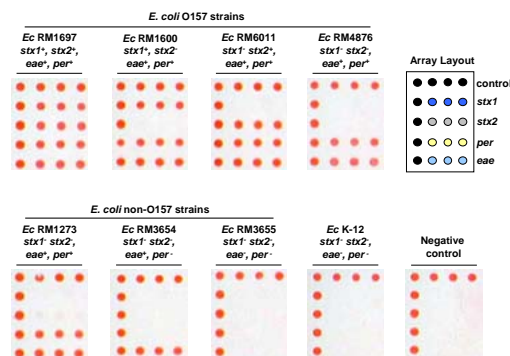 E. coli O157 strains
Ec RM1697
stx1+, stx2+,
eae+, per+
Ec RM1600
stx1+, stx2-
eae+, per+
Ec RM6011
stx1- stx2+,
eae+, per+
Ec RM4876
stx1- stx2-,
eae+, per+
Array Layout
control
stx1
stx2
per
eae
E. coli non-O157 strains
Ec RM1273
stx1- stx2-,
eae+, per+
Ec RM3654
stx1- stx2-,
eae+, per-
Ec RM3655
stx1- stx2-,
eae-, per-
Ec K-12
stx1- stx2-,
eae-, per-
Negative
control